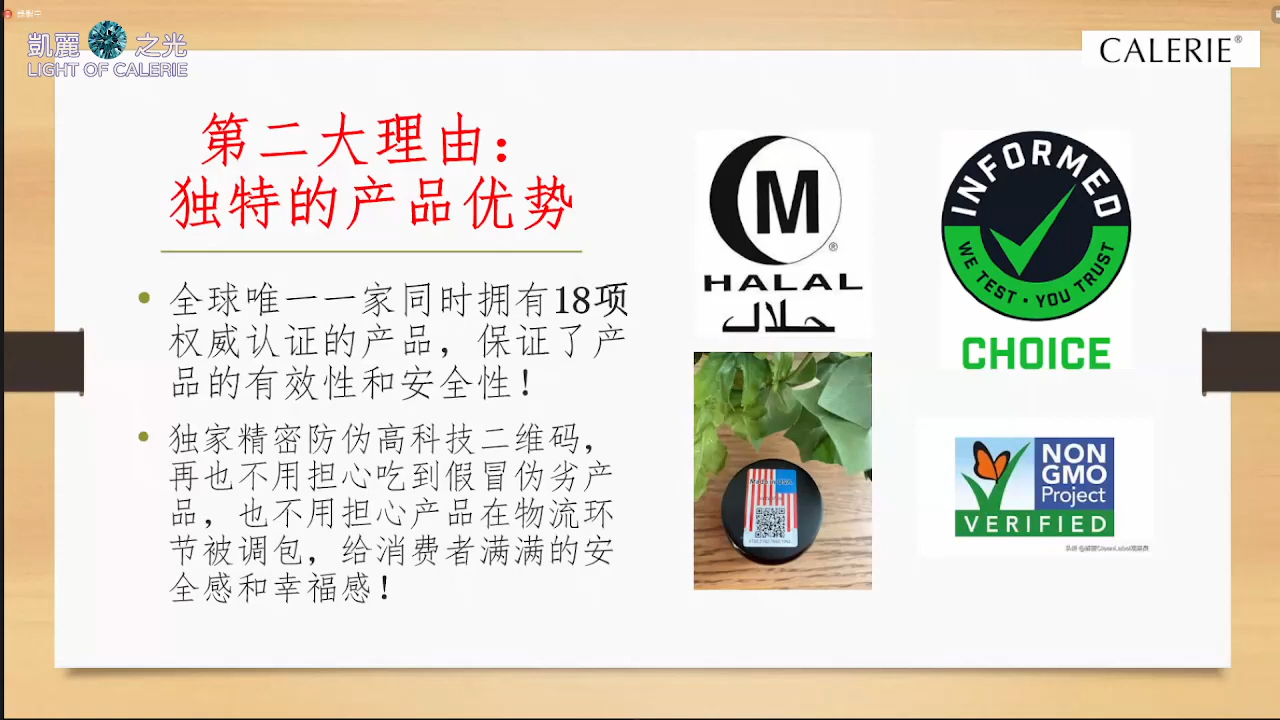 錄製中
凱麗之光
LIGHT OF CALERIE
CALERIE®
第二大理由：
独特的产品优势
全球唯一一家同时拥有18项
权威认证的产品，保证了产
品的有效性和安全性！
独家精密防伪高科技二维码，
再也不用担心吃到假冒伪劣产
品，也不用担心产品在物流环
节被调包，给消费者满满的安
全感和幸福感！
M
®
HALAL
حلال
INFORMED
WE TEST · YOU TRUST
CHOICE
Made in USA
NON
GMO
Project
VERIFIED